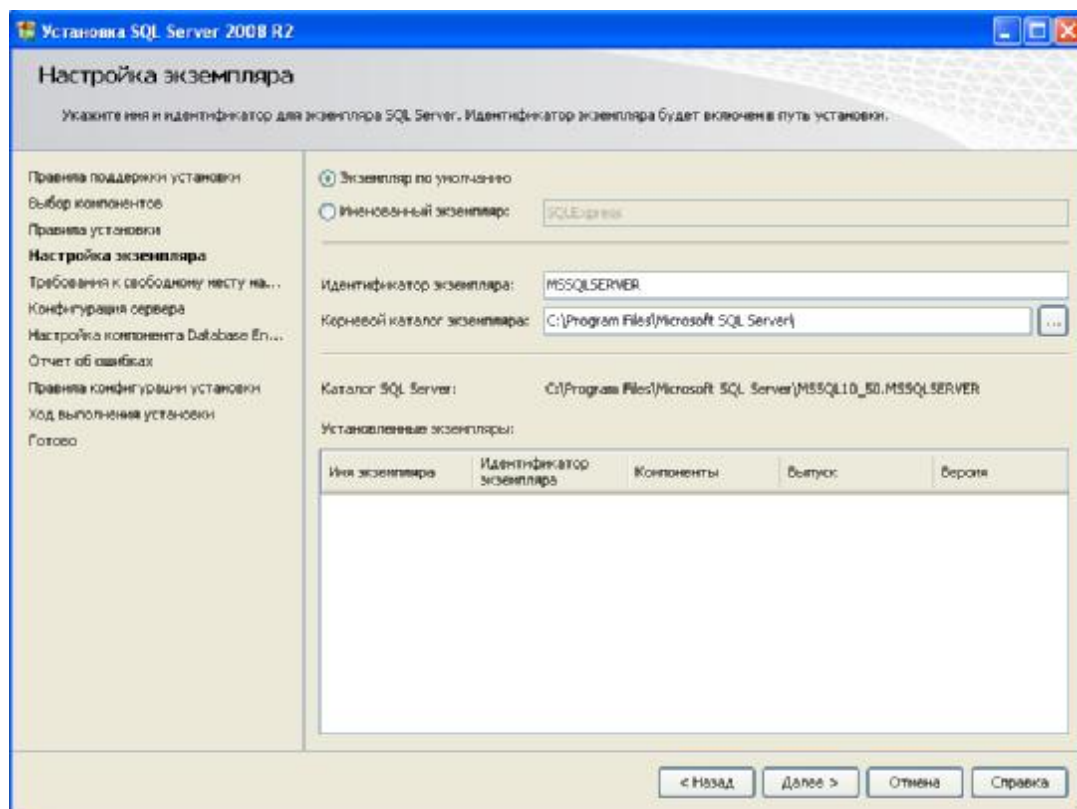 Установка SQL Server 2008 R2
Настройка экземпляра
Укажите имя и идентификатор для экземпляра SQL Server. Идентификатор экземпляра будет включен в путь установки.
Правила поддержки установки
Выбор компонентов
Правила установки
Настройка экземпляра
Требования к свободному месту на...
Конфигурация сервера
Настройка компонента Database En...
Отчет об ошибках
Правила конфигурации установки
Ход выполнения установки
Готово
Экземпляр по умолчанию
Именованный экземпляр: SQLExpress
Идентификатор экземпляра: MSSQLSERVER
Корневой каталог экземпляра: C:\Program Files\Microsoft SQL Server\ ...
Каталог SQL Server: C:\Program Files\Microsoft SQL Server\MSSQL10_50.MSSQLSERVER
Установленные экземпляры:
Имя экземпляра Идентификатор экземпляра Компоненты Выпуск Версия
< Назад Далее > Отмена Справка